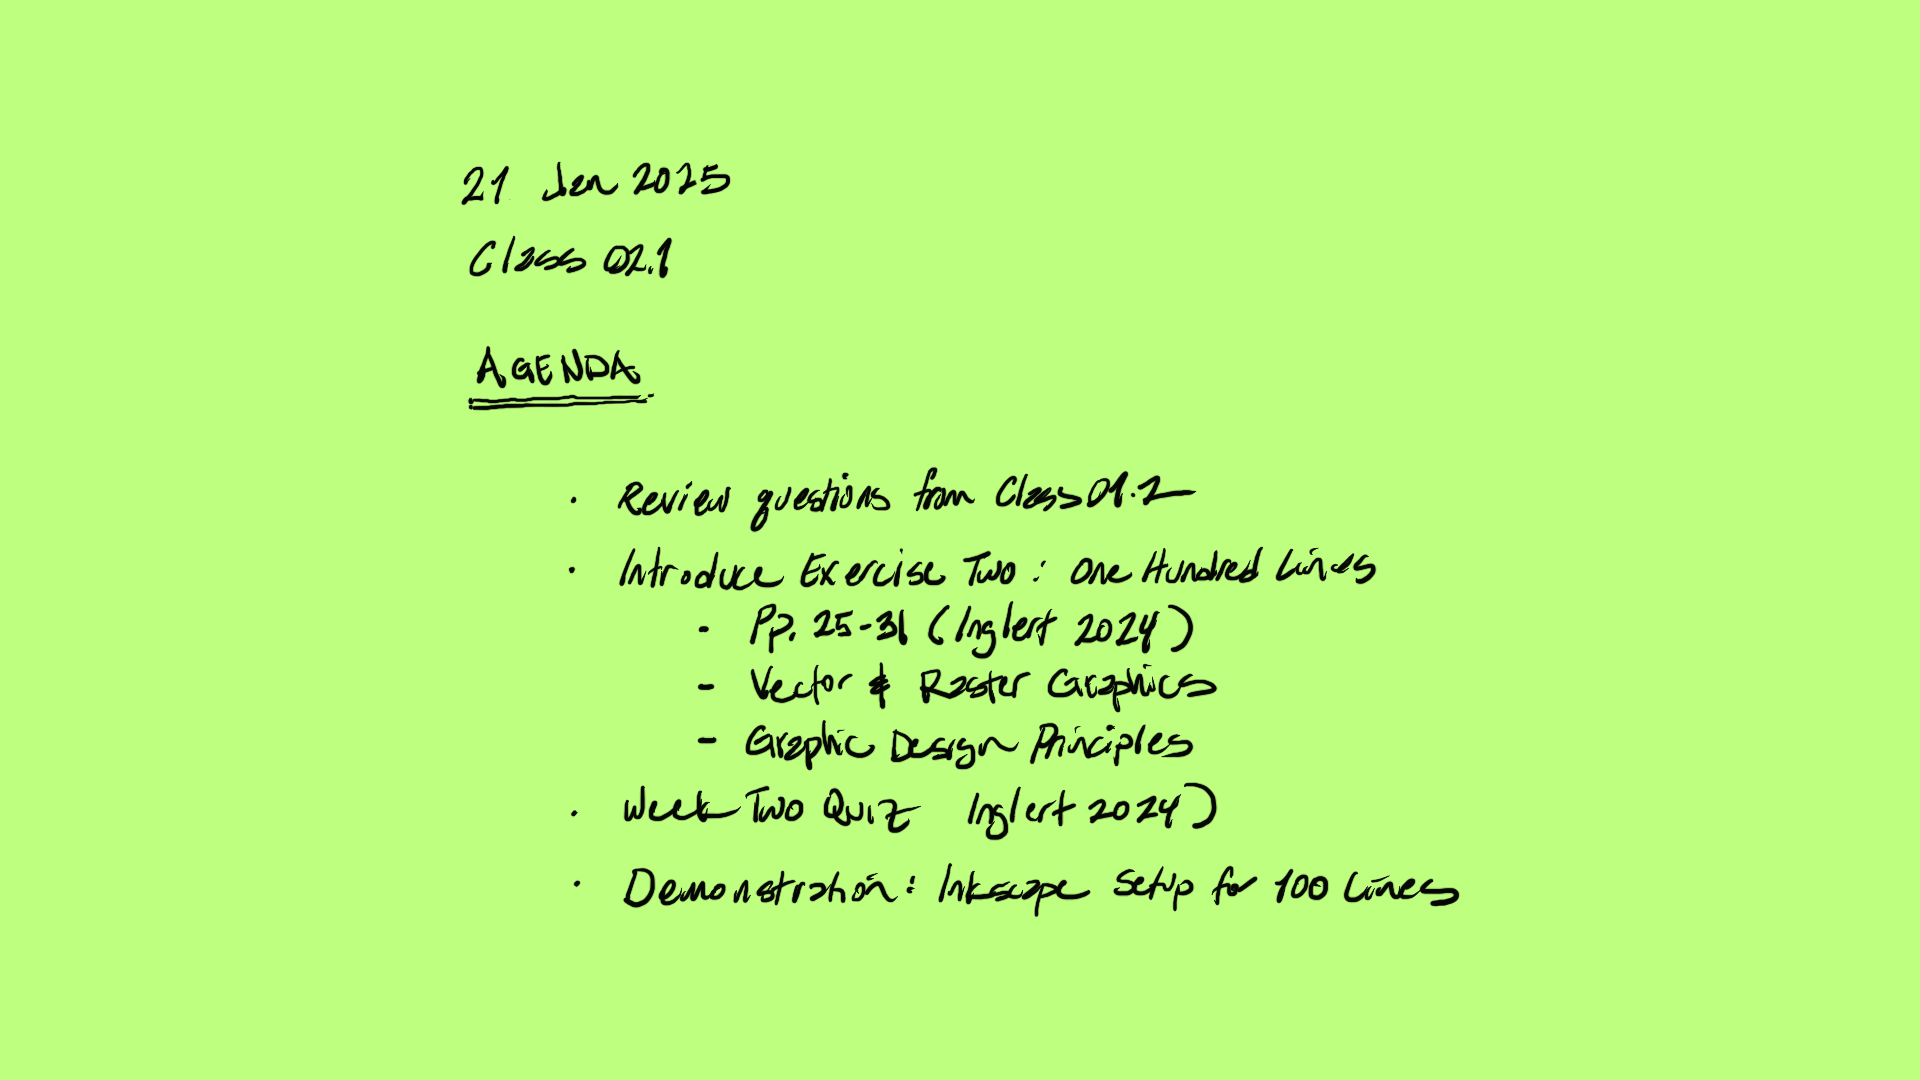 21 Jan 2025
Class 02.1
AGENDA
· Review questions from Class 01.2
· Introduce Exercise Two: One Hundred Lines
- Pp. 25-31 (Inglert 2024)
- Vector & Raster Graphics
- Graphic Design Principles
· Week Two Quiz Inglert 2024)
· Demonstration: Inkscape Setup for 100 Lines